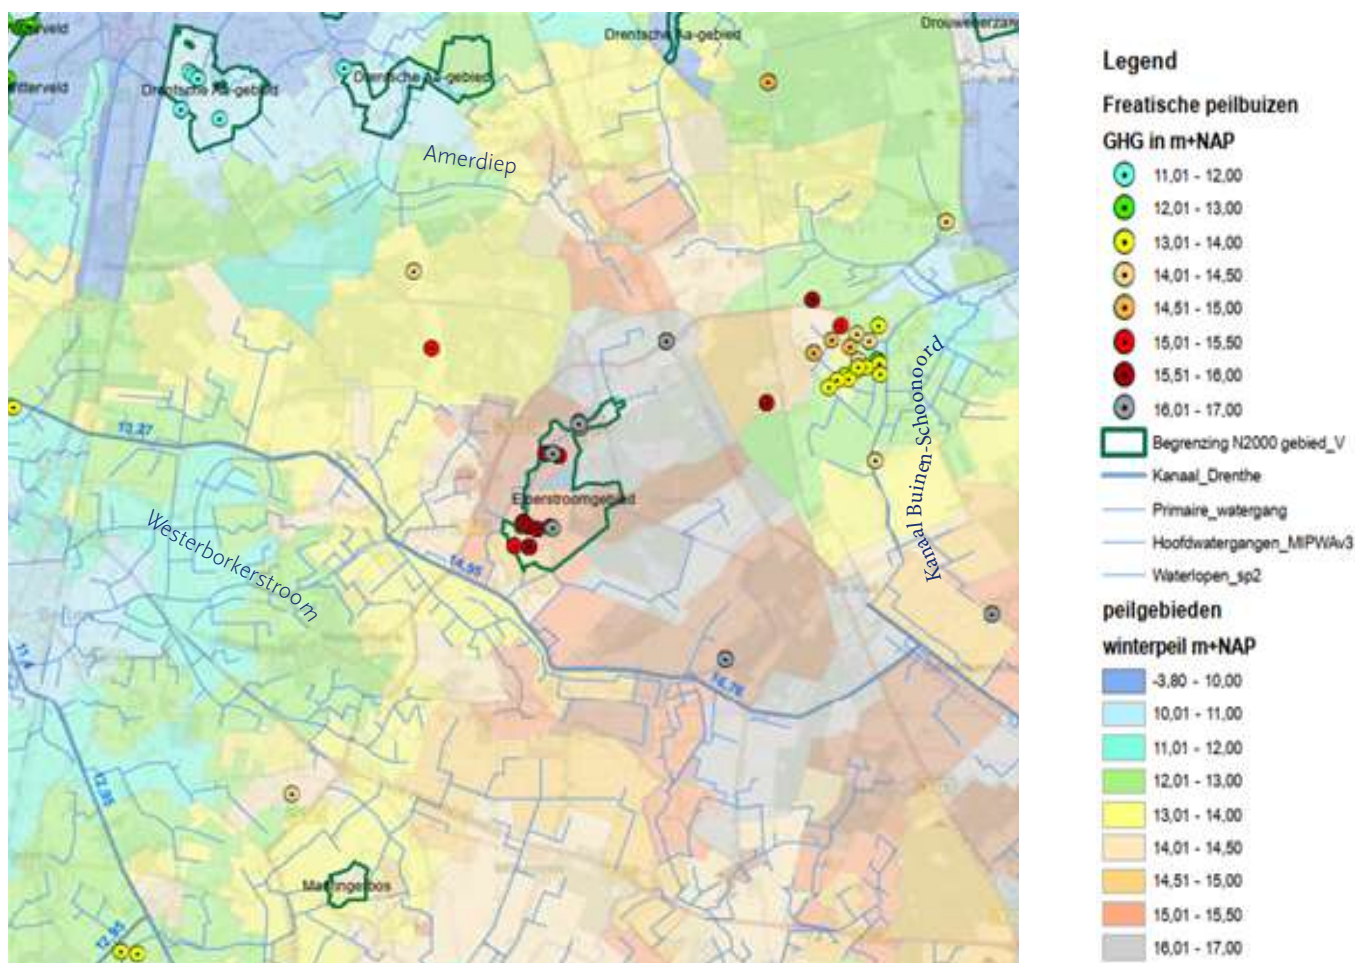 Drentsche Aa-gebied
Drouwenerzan
tterveld
Drentsche Aa-gebied
Drentsche Aa-gebied
Amerdiep
Kanaal Buinen-Schoonoord
13,27
Elperstroomgebied
Westerborkerstroom
14,95
11,4
16,76
12,85
Mantingerbos
12,95
Legend
Freatische peilbuizen
GHG in m+NAP
11,01 - 12,00
12,01 - 13,00
13,01 - 14,00
14,01 - 14,50
14,51 - 15,00
15,01 - 15,50
15,51 - 16,00
16,01 - 17,00
Begrenzing N2000 gebied_V
Kanaal_Drenthe
Primaire_watergang
Hoofdwatergangen_MIPWAv3
Waterlopen_sp2
peilgebieden
winterpeil m+NAP
-3,80 - 10,00
10,01 - 11,00
11,01 - 12,00
12,01 - 13,00
13,01 - 14,00
14,01 - 14,50
14,51 - 15,00
15,01 - 15,50
16,01 - 17,00